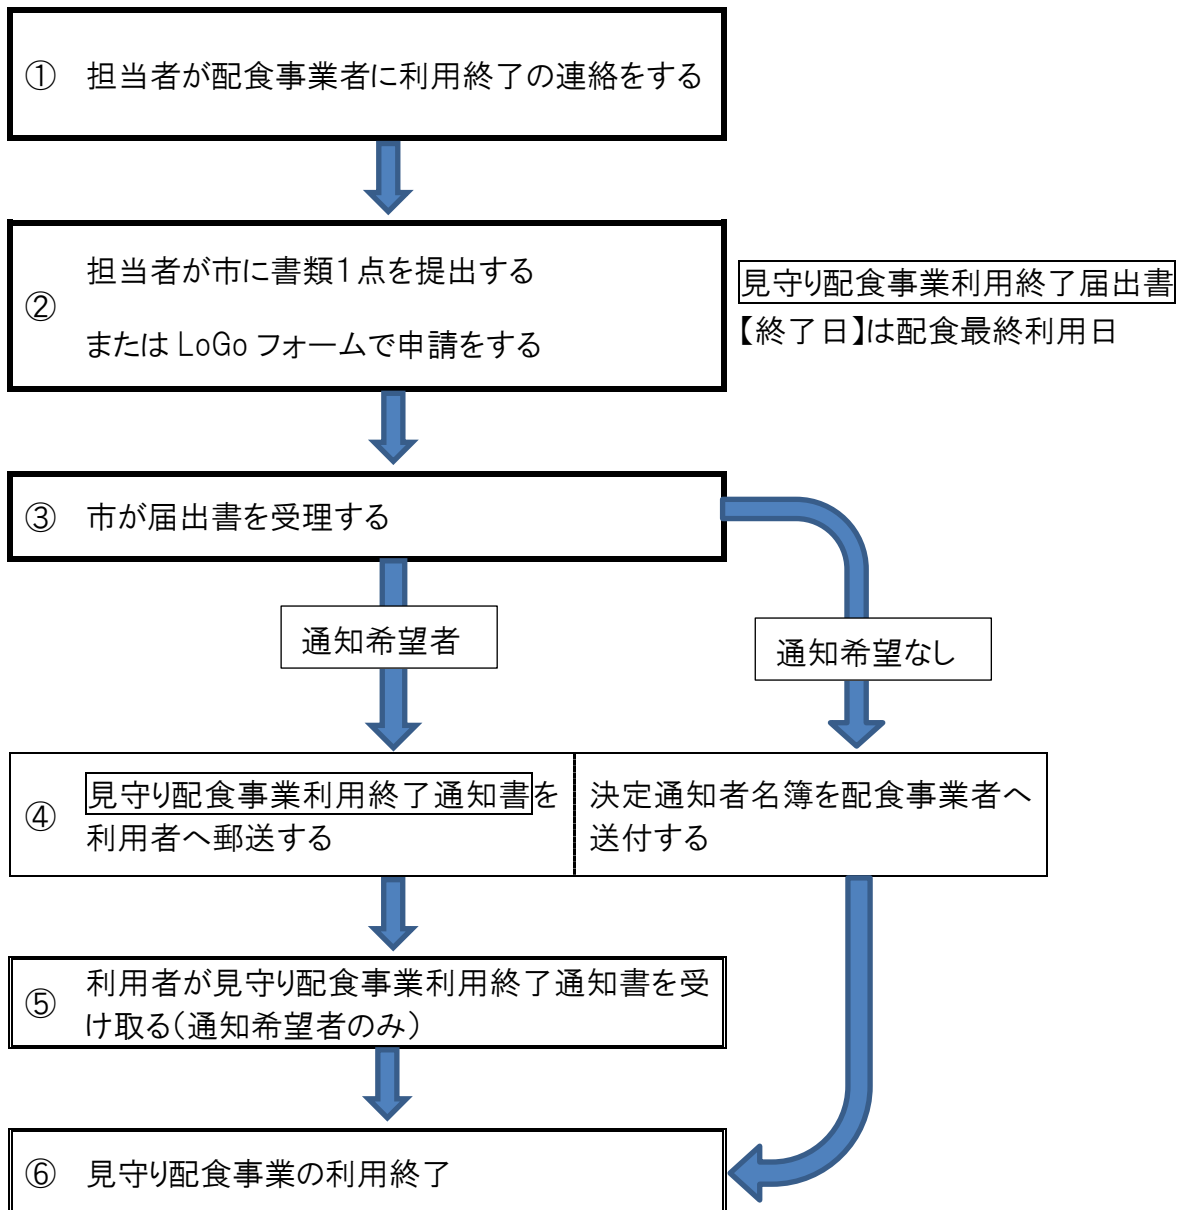 ① 担当者が配食事業者に利用終了の連絡をする
② 担当者が市に書類1点を提出する
または LoGo フォームで申請をする
見守り配食事業利用終了届出書
【終了日】は配食最終利用日
③ 市が届出書を受理する
通知希望者
通知希望なし
④ 見守り配食事業利用終了通知書を
利用者へ郵送する
決定通知者名簿を配食事業者へ
送付する
⑤ 利用者が見守り配食事業利用終了通知書を受
け取る（通知希望者のみ）
⑥ 見守り配食事業の利用終了